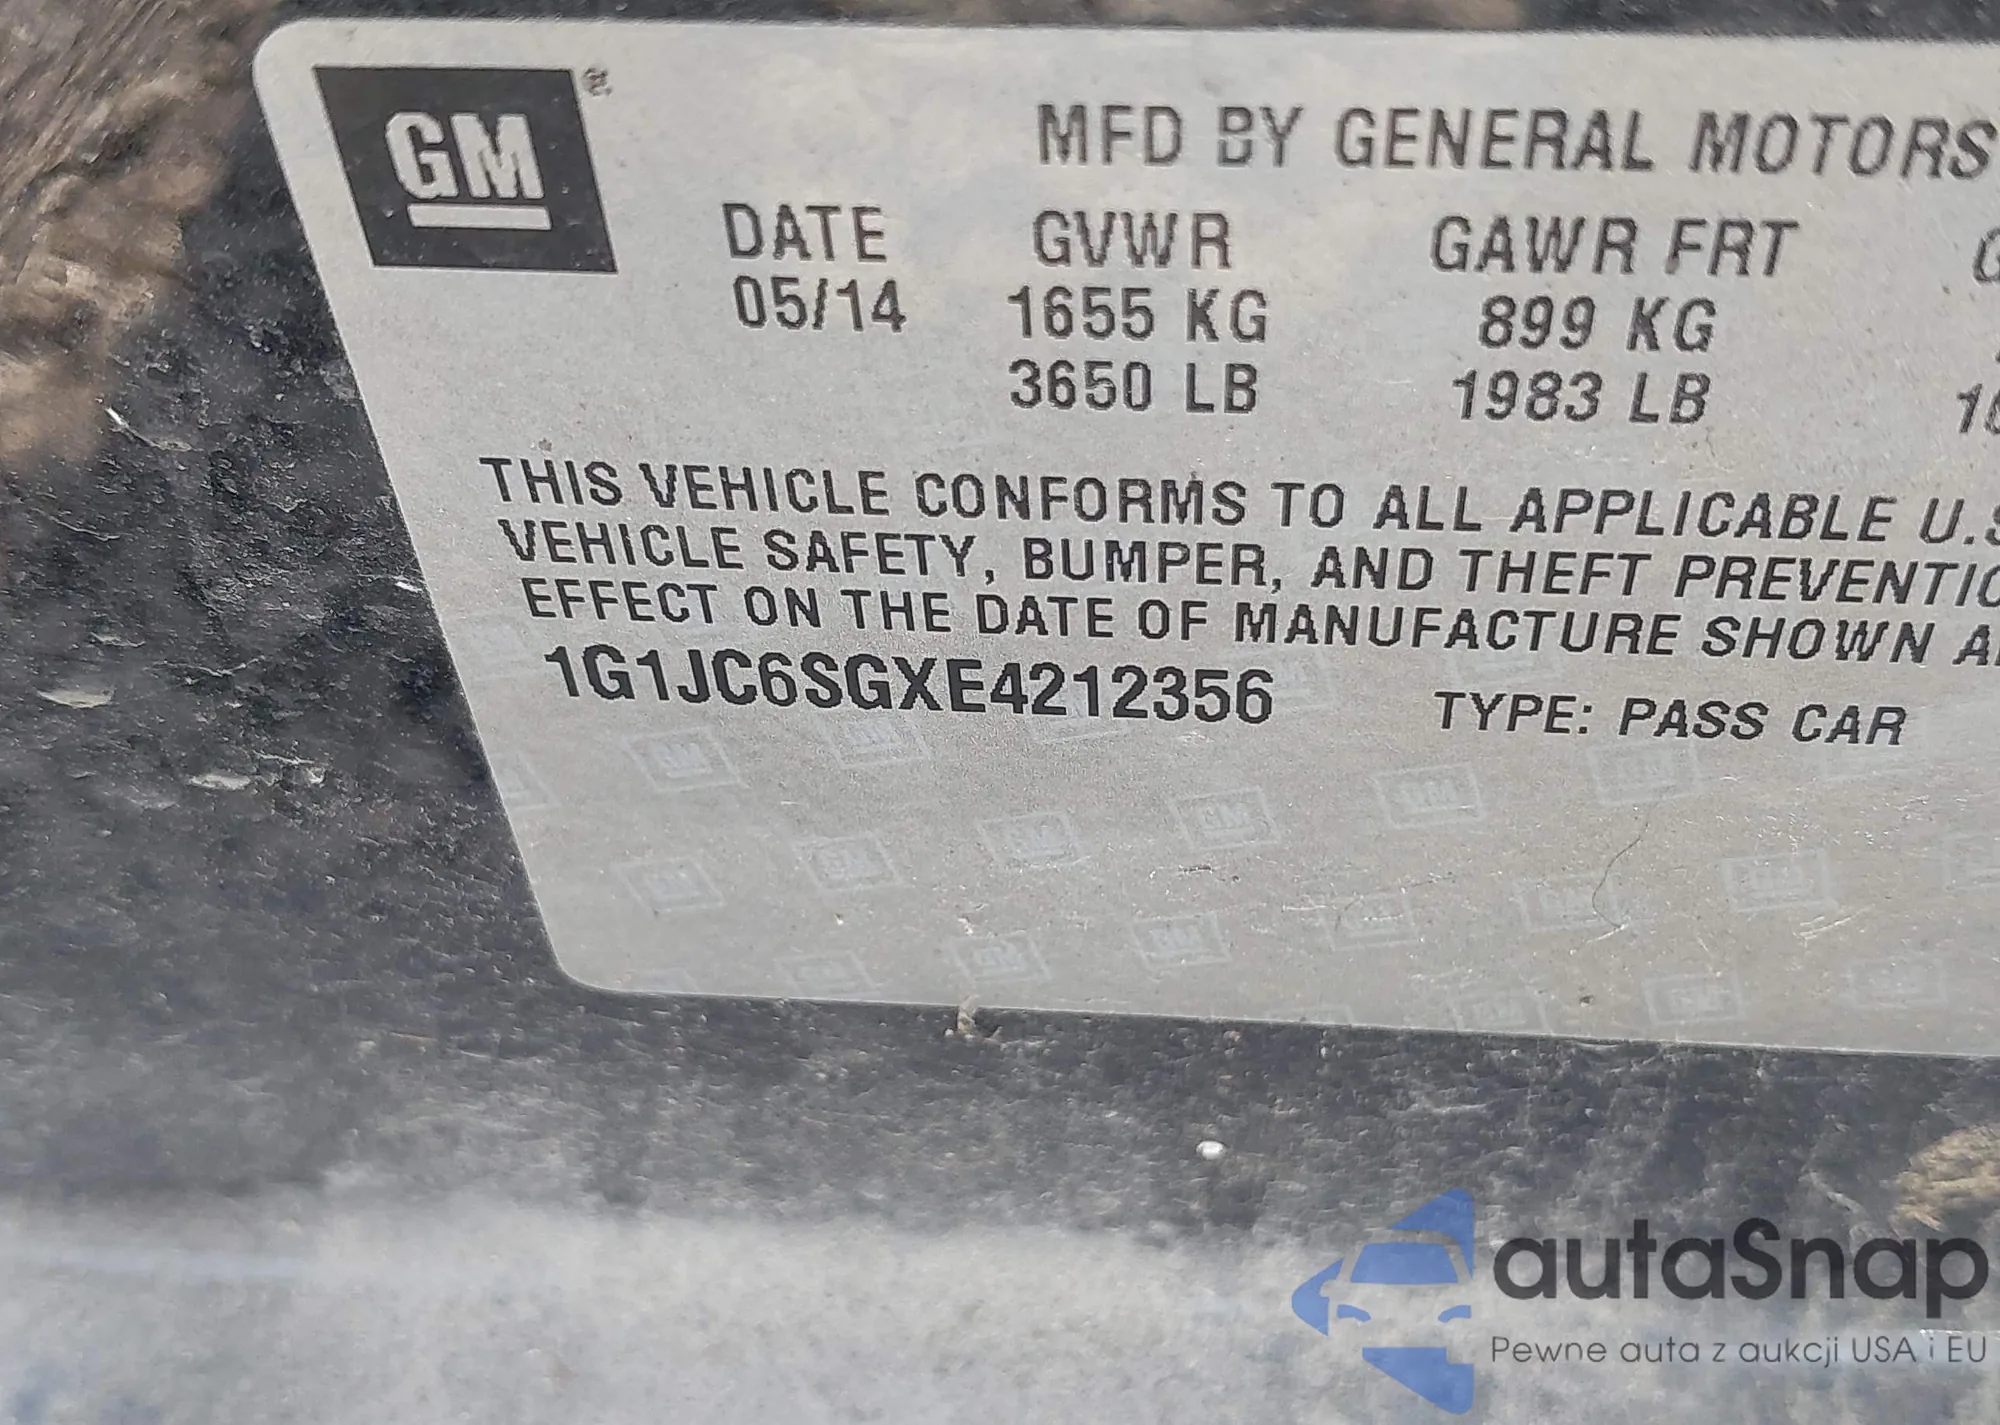 GM
MFD BY GENERAL MOTORS
DATE GVWR GAWR FRT
05/14 1655 KG 899 KG
3650 LB 1983 LB
THIS VEHICLE CONFORMS TO ALL APPLICABLE U.S
VEHICLE SAFETY, BUMPER, AND THEFT PREVENTIO
EFFECT ON THE DATE OF MANUFACTURE SHOWN A
1G1JC6SGXE4212356 TYPE: PASS CAR
autaSnap
Pewne auta z aukcji USA i EU